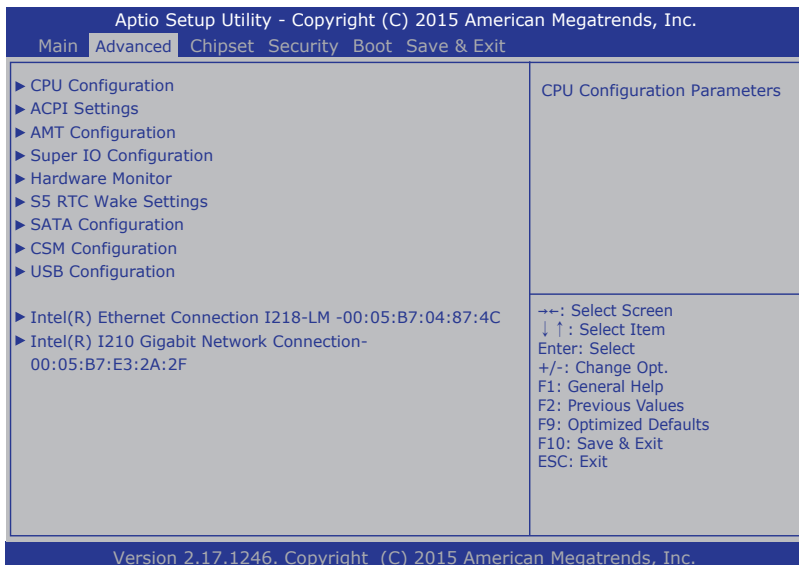 Aptio Setup Utility - Copyright (C) 2015 American Megatrends, Inc.
Main Advanced Chipset Security Boot Save & Exit
► CPU Configuration
► ACPI Settings
► AMT Configuration
► Super IO Configuration
► Hardware Monitor
► S5 RTC Wake Settings
► SATA Configuration
► CSM Configuration
► USB Configuration
► Intel(R) Ethernet Connection I218-LM -00:05:B7:04:87:4C
► Intel(R) I210 Gigabit Network Connection-
00:05:B7:E3:2A:2F
CPU Configuration Parameters
→←: Select Screen
↓↑: Select Item
Enter: Select
+/-: Change Opt.
F1: General Help
F2: Previous Values
F9: Optimized Defaults
F10: Save & Exit
ESC: Exit
Version 2.17.1246. Copyright (C) 2015 American Megatrends, Inc.